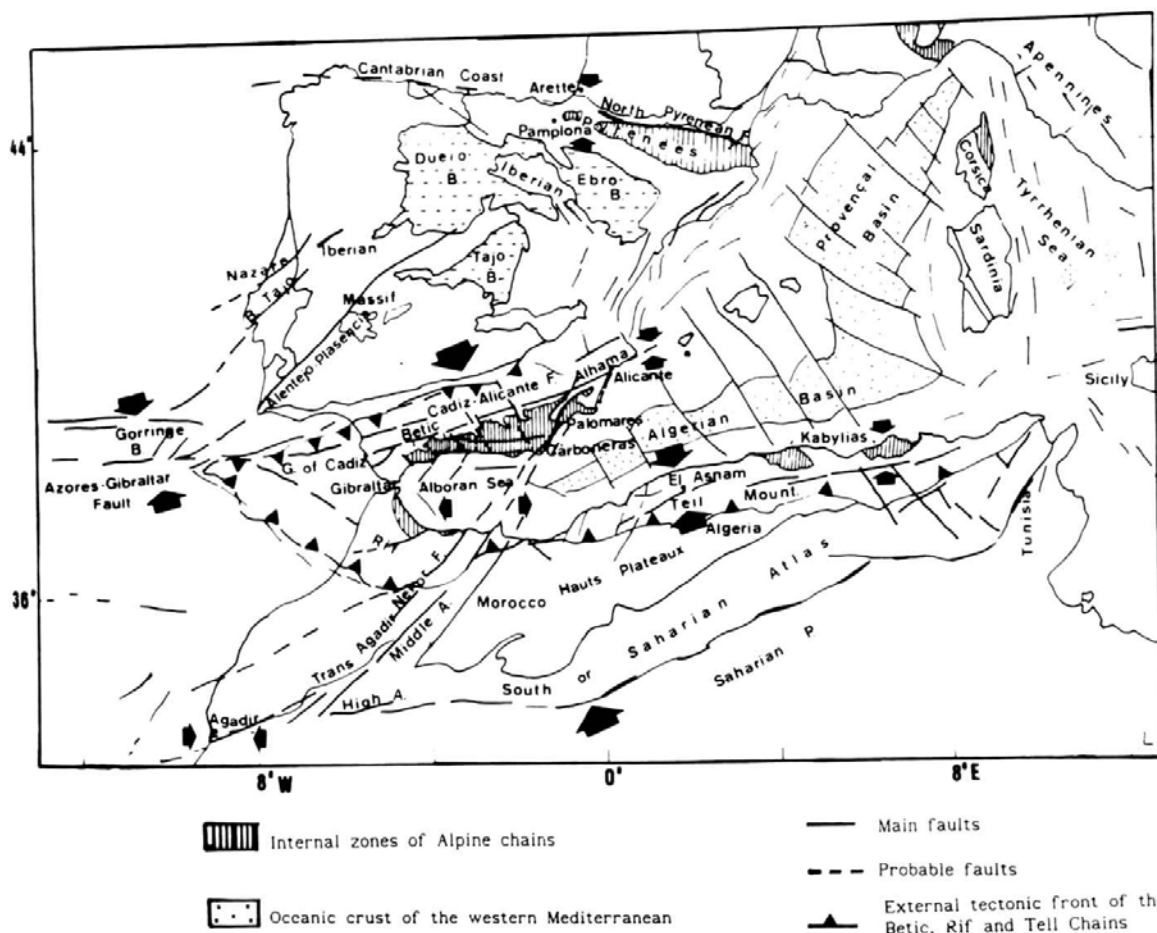 Cantabrian Coast
Arette
North Pyrenean F.
Pyrenees
Pamplona
Apennines
44°
Duero
B.
Iberian
Ebro
B.
Corsica
Provençal
Basin
Tyrrhenian
Sea
Sardinia
Nazare
Iberian
B. Tajo
Tajo
B.
Massif
Alentejo-Plasencia
Sicily
Cadiz-Alicante F.
Alhama
Alicante
Betic
Palomares
Carboneras
Algerian
Basin
Kabylias
Gorringe
B
G. of Cadiz
Azores-Gibraltar
Fault
Gibraltar
Alboran Sea
El Asnam
Tell
Mount.
Algeria
Tunisia
Hauts Plateaux
Atlas
Saharian
South or
Saharian P.
36°
Nekor F.
Morocco
Trans Agadir
Middle A.
High A.
Agadir
8° W
0°
8° E
Internal zones of Alpine chains
Main faults
Probable faults
Oceanic crust of the western Mediterranean
External tectonic front of th
Betic, Rif and Tell Chains